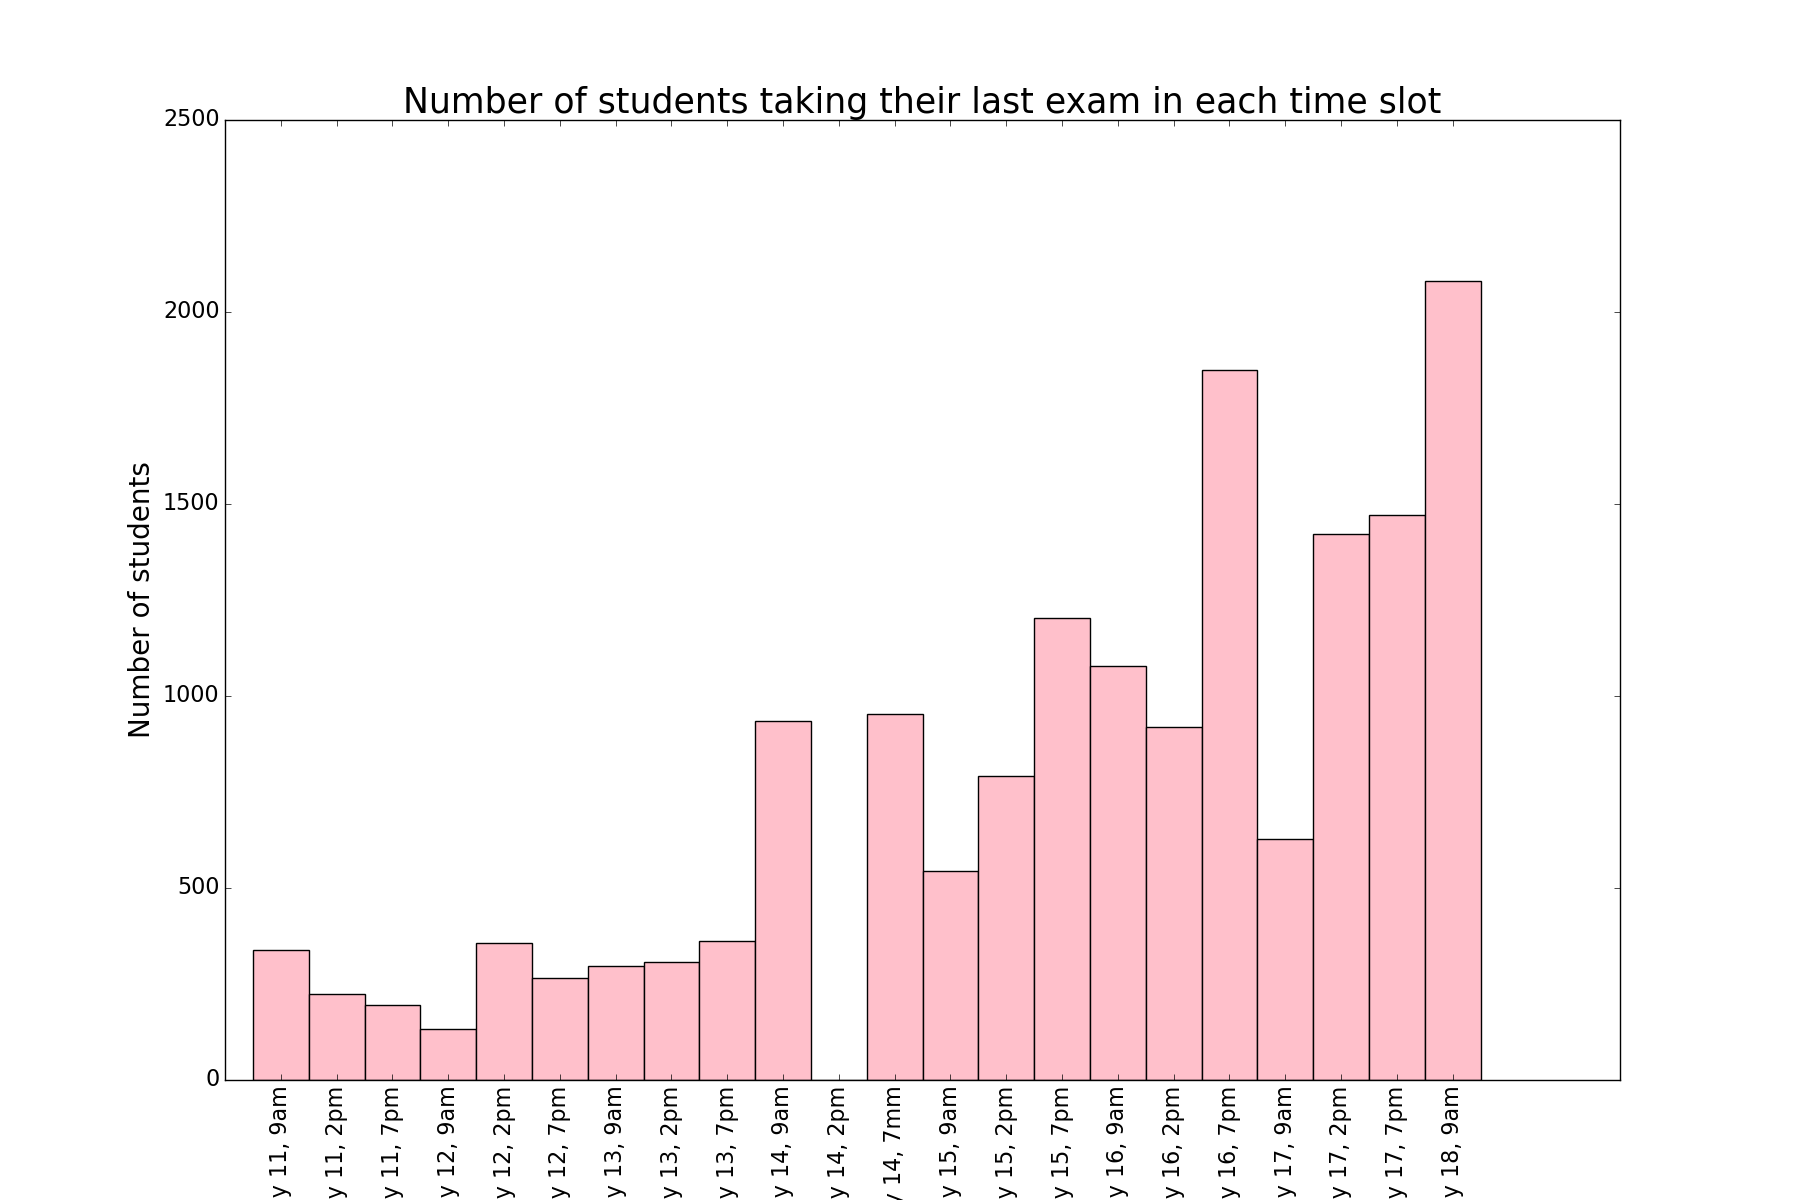 Number of students taking their last exam in each time slot
2500
2000
1500
1000
500
0
Number of students
y 11, 9am
y 11, 2pm
y 11, 7pm
y 12, 9am
y 12, 2pm
y 12, 7pm
y 13, 9am
y 13, 2pm
y 13, 7pm
y 14, 9am
y 14, 2pm
y 14, 7mm
y 15, 9am
y 15, 2pm
y 15, 7pm
y 16, 9am
y 16, 2pm
y 16, 7pm
y 17, 9am
y 17, 2pm
y 17, 7pm
y 18, 9am